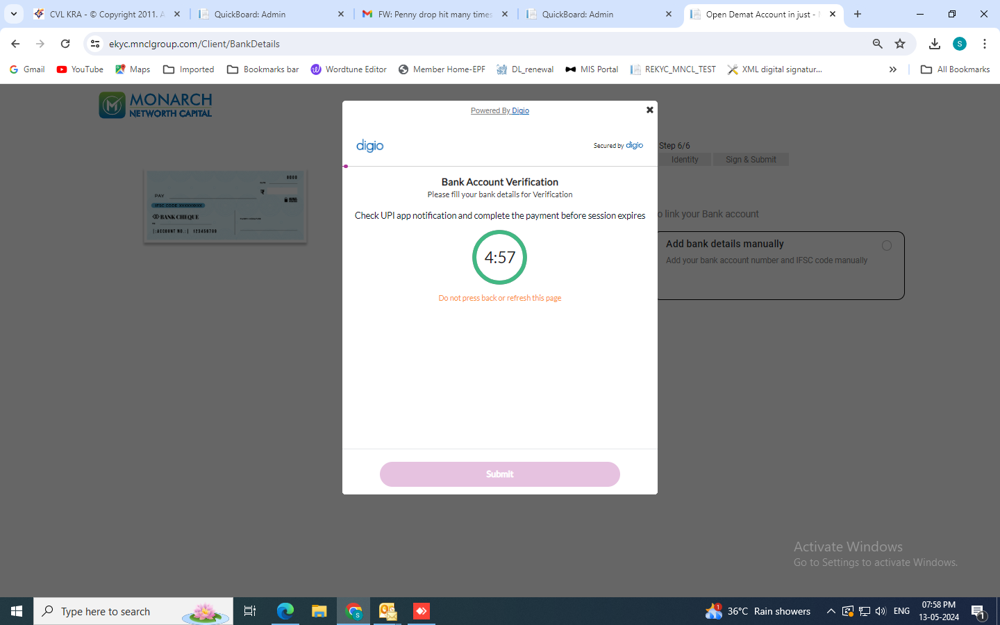 CVL KRA - © Copyright 2011. A
QuickBoard: Admin
FW: Penny drop hit many times
QuickBoard: Admin
Open Demat Account in just -
ekyc.mnclgroup.com/Client/BankDetails
S
Gmail
YouTube
Maps
Imported
Bookmarks bar
Wordtune Editor
Member Home-EPF
DL_renewal
MIS Portal
REKYC_MNCL_TEST
XML digital signatur...
All Bookmarks
MONARCH
NETWORTH CAPITAL
Powered By Digio
digio
Secured by digio
Step 6/6
Identity
Sign & Submit
Bank Account Verification
Please fill your bank details for Verification
Check UPI app notification and complete the payment before session expires
4:57
Do not press back or refresh this page
Submit
0000
PAY
₹
IFSC CODE XXXXXXXX
BANK CHEQUE
ACCOUNT NO. 123456700
o link your Bank account
Add bank details manually
Add your bank account number and IFSC code manually
Activate Windows
Go to Settings to activate Windows.
Type here to search
S
1
36°C Rain showers
ENG
07:58 PM
13-05-2024
1